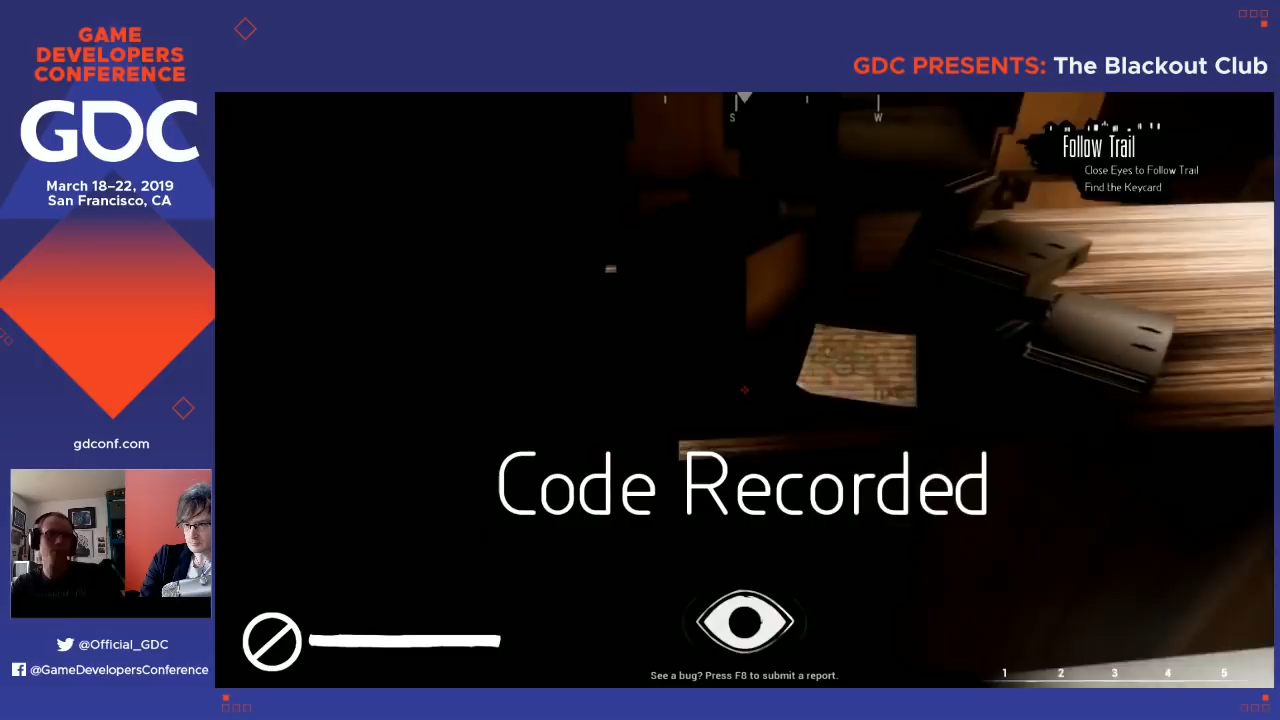 GAME
DEVELOPERS
CONFERENCE
GDC
March 18–22, 2019
San Francisco, CA
gdconf.com
@Official_GDC
@GameDevelopersConference
GDC PRESENTS: The Blackout Club
S W
Follow Trail
Close Eyes to Follow Trail
Find the Keycard
Code Recorded
See a bug? Press F8 to submit a report.
1 2 3 4 5